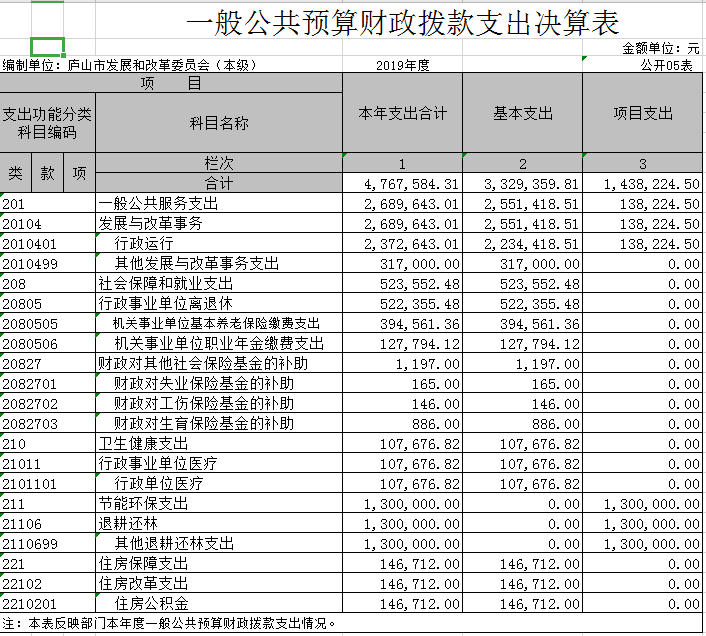 一般公共预算财政拨款支出决算表
金额单位：元
编制单位：庐山市发展和改革委员会（本级） 2019年度 公开05表
项 目 本年支出合计 基本支出 项目支出
支出功能分类科目编码 科目名称
类 款 项 栏次 1 2 3
合计 4,767,584.31 3,329,359.81 1,438,224.50
201 一般公共服务支出 2,689,643.01 2,551,418.51 138,224.50
20104 发展与改革事务 2,689,643.01 2,551,418.51 138,224.50
2010401 行政运行 2,372,643.01 2,234,418.51 138,224.50
2010499 其他发展与改革事务支出 317,000.00 317,000.00 0.00
208 社会保障和就业支出 523,552.48 523,552.48 0.00
20805 行政事业单位离退休 522,355.48 522,355.48 0.00
2080505 机关事业单位基本养老保险缴费支出 394,561.36 394,561.36 0.00
2080506 机关事业单位职业年金缴费支出 127,794.12 127,794.12 0.00
20827 财政对其他社会保险基金的补助 1,197.00 1,197.00 0.00
2082701 财政对失业保险基金的补助 165.00 165.00 0.00
2082702 财政对工伤保险基金的补助 146.00 146.00 0.00
2082703 财政对生育保险基金的补助 886.00 886.00 0.00
210 卫生健康支出 107,676.82 107,676.82 0.00
21011 行政事业单位医疗 107,676.82 107,676.82 0.00
2101101 行政单位医疗 107,676.82 107,676.82 0.00
211 节能环保支出 1,300,000.00 0.00 1,300,000.00
21106 退耕还林 1,300,000.00 0.00 1,300,000.00
2110699 其他退耕还林支出 1,300,000.00 0.00 1,300,000.00
221 住房保障支出 146,712.00 146,712.00 0.00
22102 住房改革支出 146,712.00 146,712.00 0.00
2210201 住房公积金 146,712.00 146,712.00 0.00
注：本表反映部门本年度一般公共预算财政拨款支出情况。